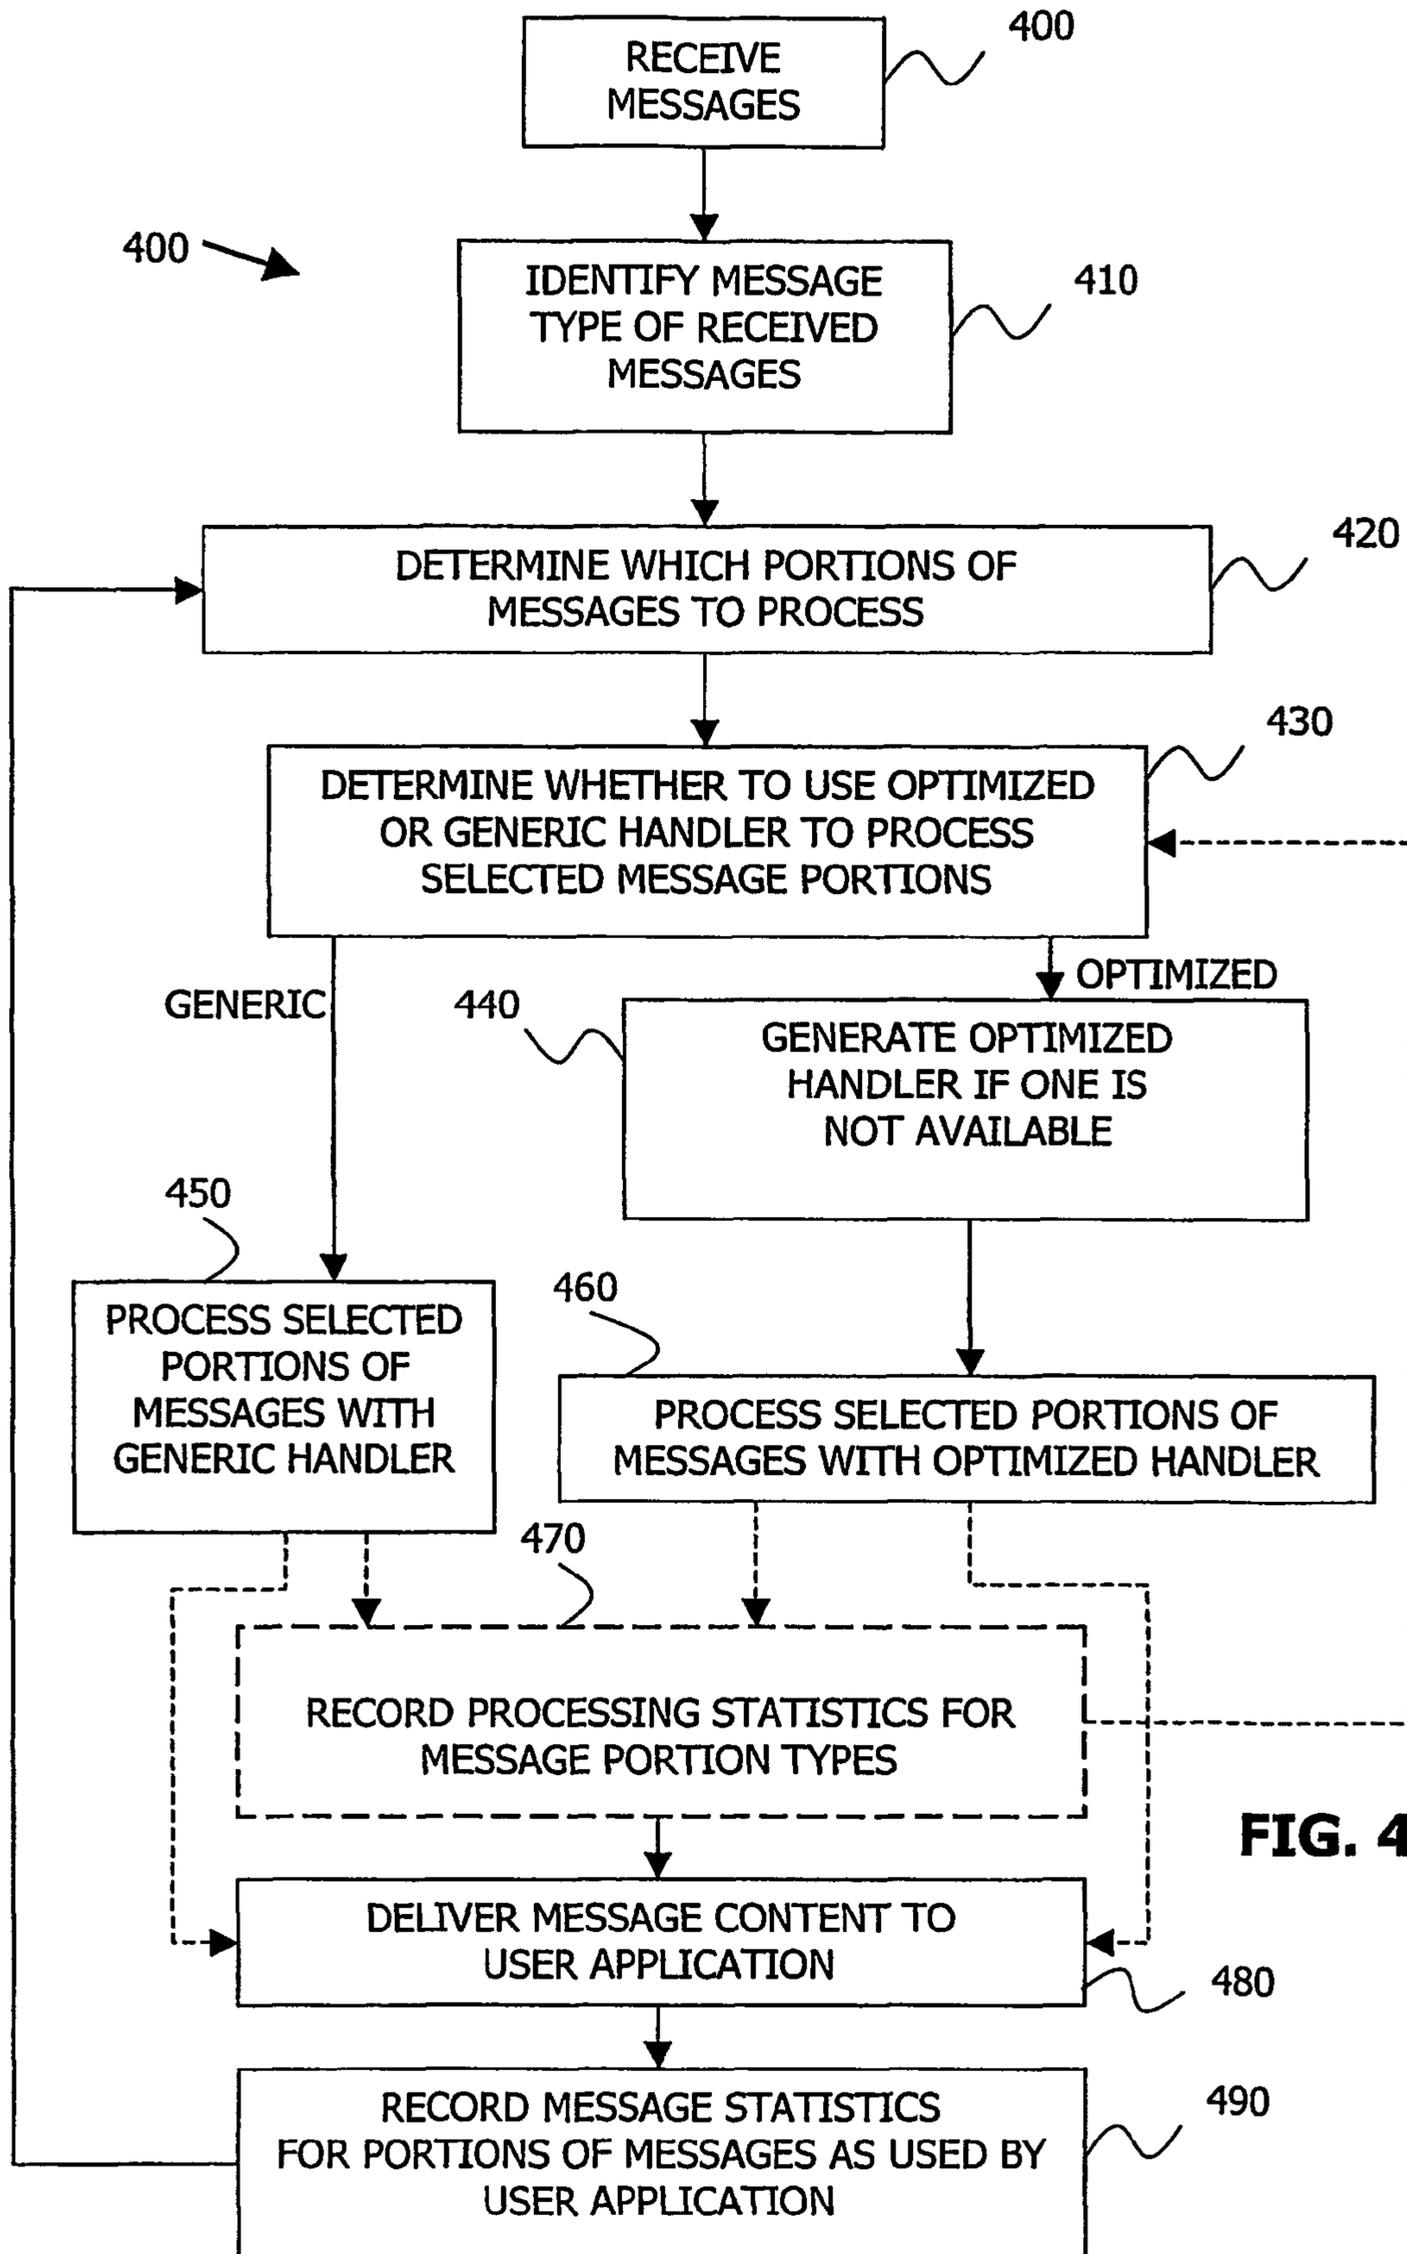 400
RECEIVE
MESSAGES
400
IDENTIFY MESSAGE
TYPE OF RECEIVED
MESSAGES
410
DETERMINE WHICH PORTIONS OF
MESSAGES TO PROCESS
420
DETERMINE WHETHER TO USE OPTIMIZED
OR GENERIC HANDLER TO PROCESS
SELECTED MESSAGE PORTIONS
430
GENERIC
OPTIMIZED
440
GENERATE OPTIMIZED
HANDLER IF ONE IS
NOT AVAILABLE
450
PROCESS SELECTED
PORTIONS OF
MESSAGES WITH
GENERIC HANDLER
460
PROCESS SELECTED PORTIONS OF
MESSAGES WITH OPTIMIZED HANDLER
470
RECORD PROCESSING STATISTICS FOR
MESSAGE PORTION TYPES
FIG. 4
DELIVER MESSAGE CONTENT TO
USER APPLICATION
480
RECORD MESSAGE STATISTICS
FOR PORTIONS OF MESSAGES AS USED BY
USER APPLICATION
490